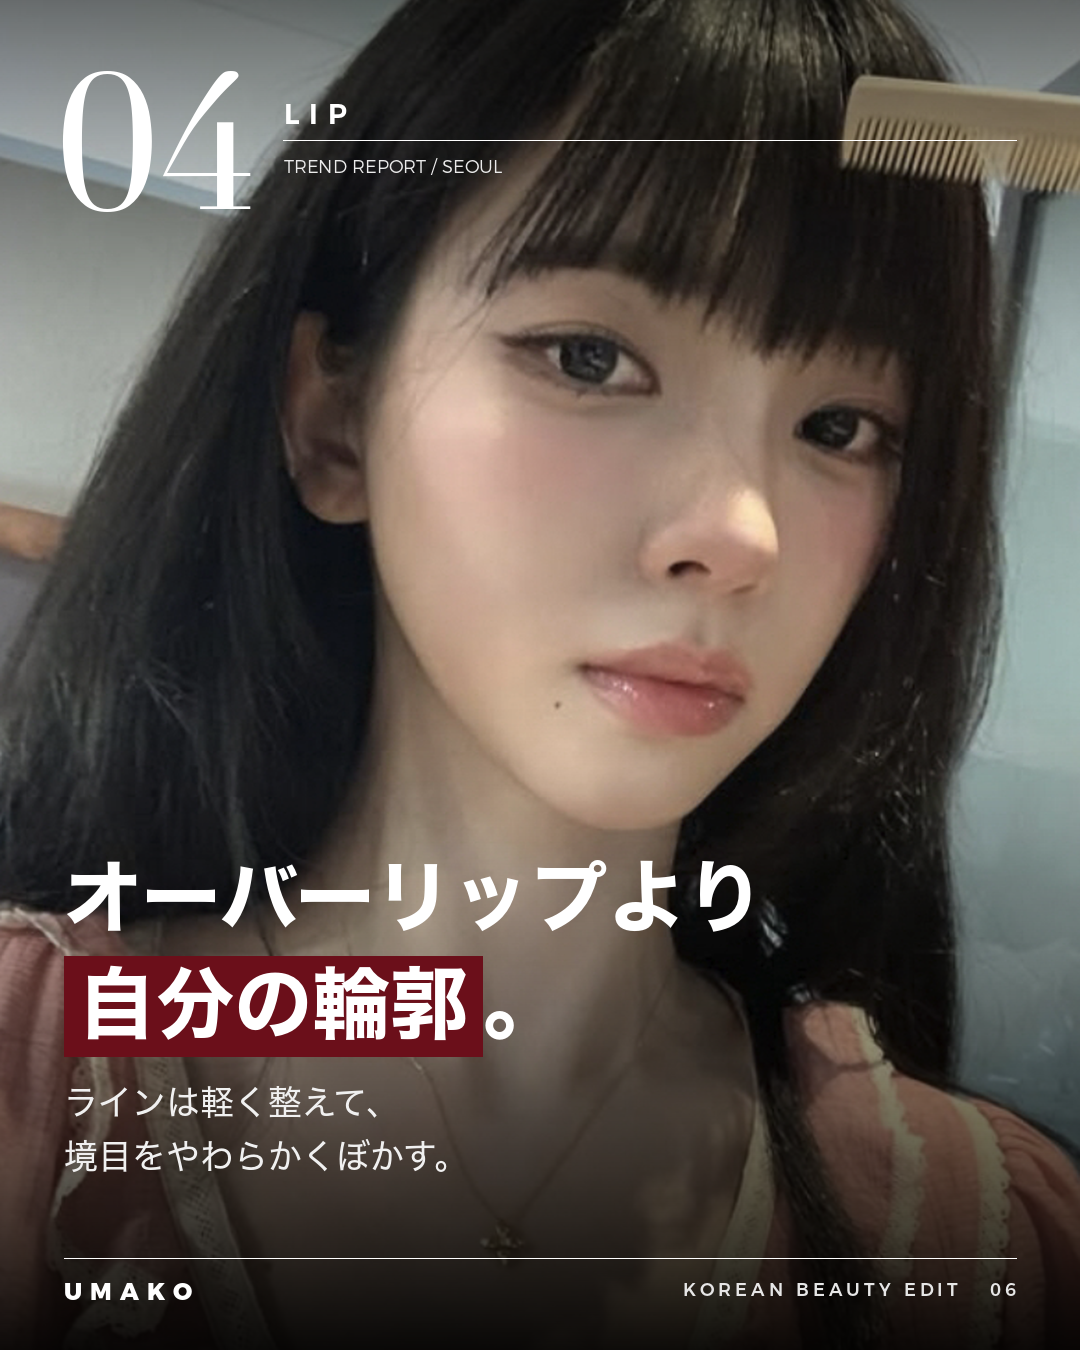 04
LIP
TREND REPORT / SEOUL
オーバーリップより
自分の輪郭。
ラインは軽く整えて、
境目をやわらかくぼかす。
UMAKO
KOREAN BEAUTY EDIT 06